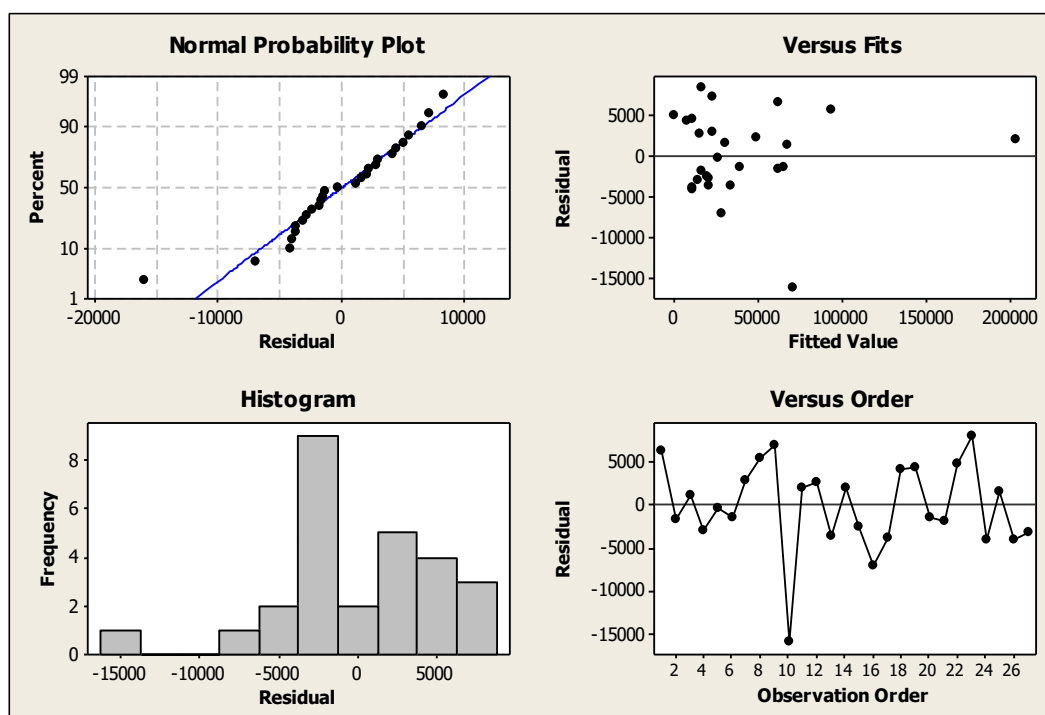 Normal Probability Plot
99
90
50
10
1
Percent
-20000 -10000 0 10000
Residual
Versus Fits
5000
0
-5000
-10000
-15000
Residual
0 50000 100000 150000 200000
Fitted Value
Histogram
8
6
4
2
0
Frequency
-15000 -10000 -5000 0 5000
Residual
Versus Order
5000
0
-5000
-10000
-15000
Residual
2 4 6 8 10 12 14 16 18 20 22 24 26
Observation Order